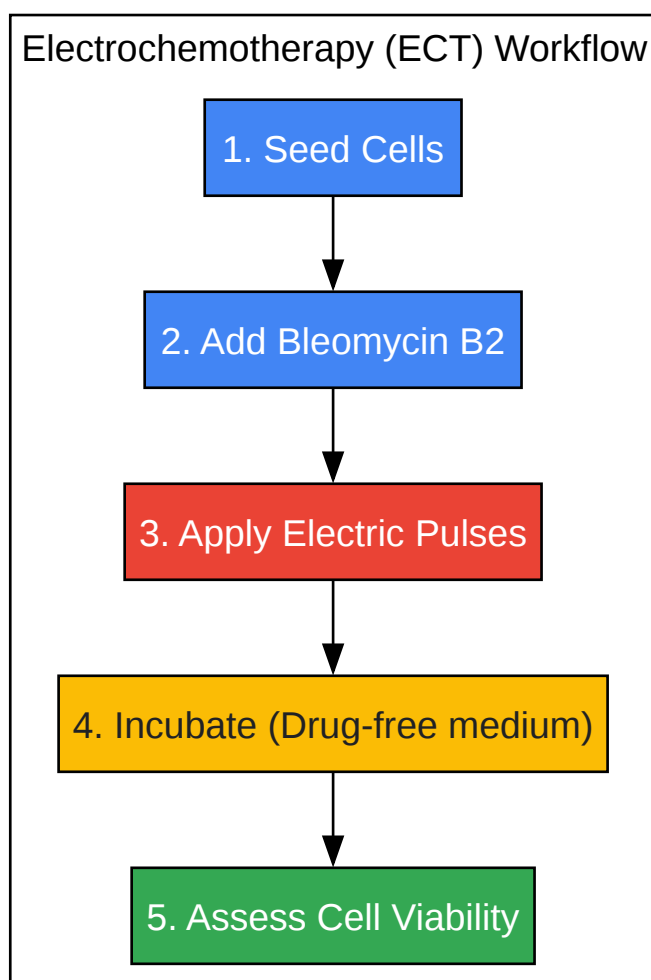 Electrochemotherapy (ECT) Workflow
1. Seed Cells
2. Add Bleomycin B2
3. Apply Electric Pulses
4. Incubate (Drug-free medium)
5. Assess Cell Viability